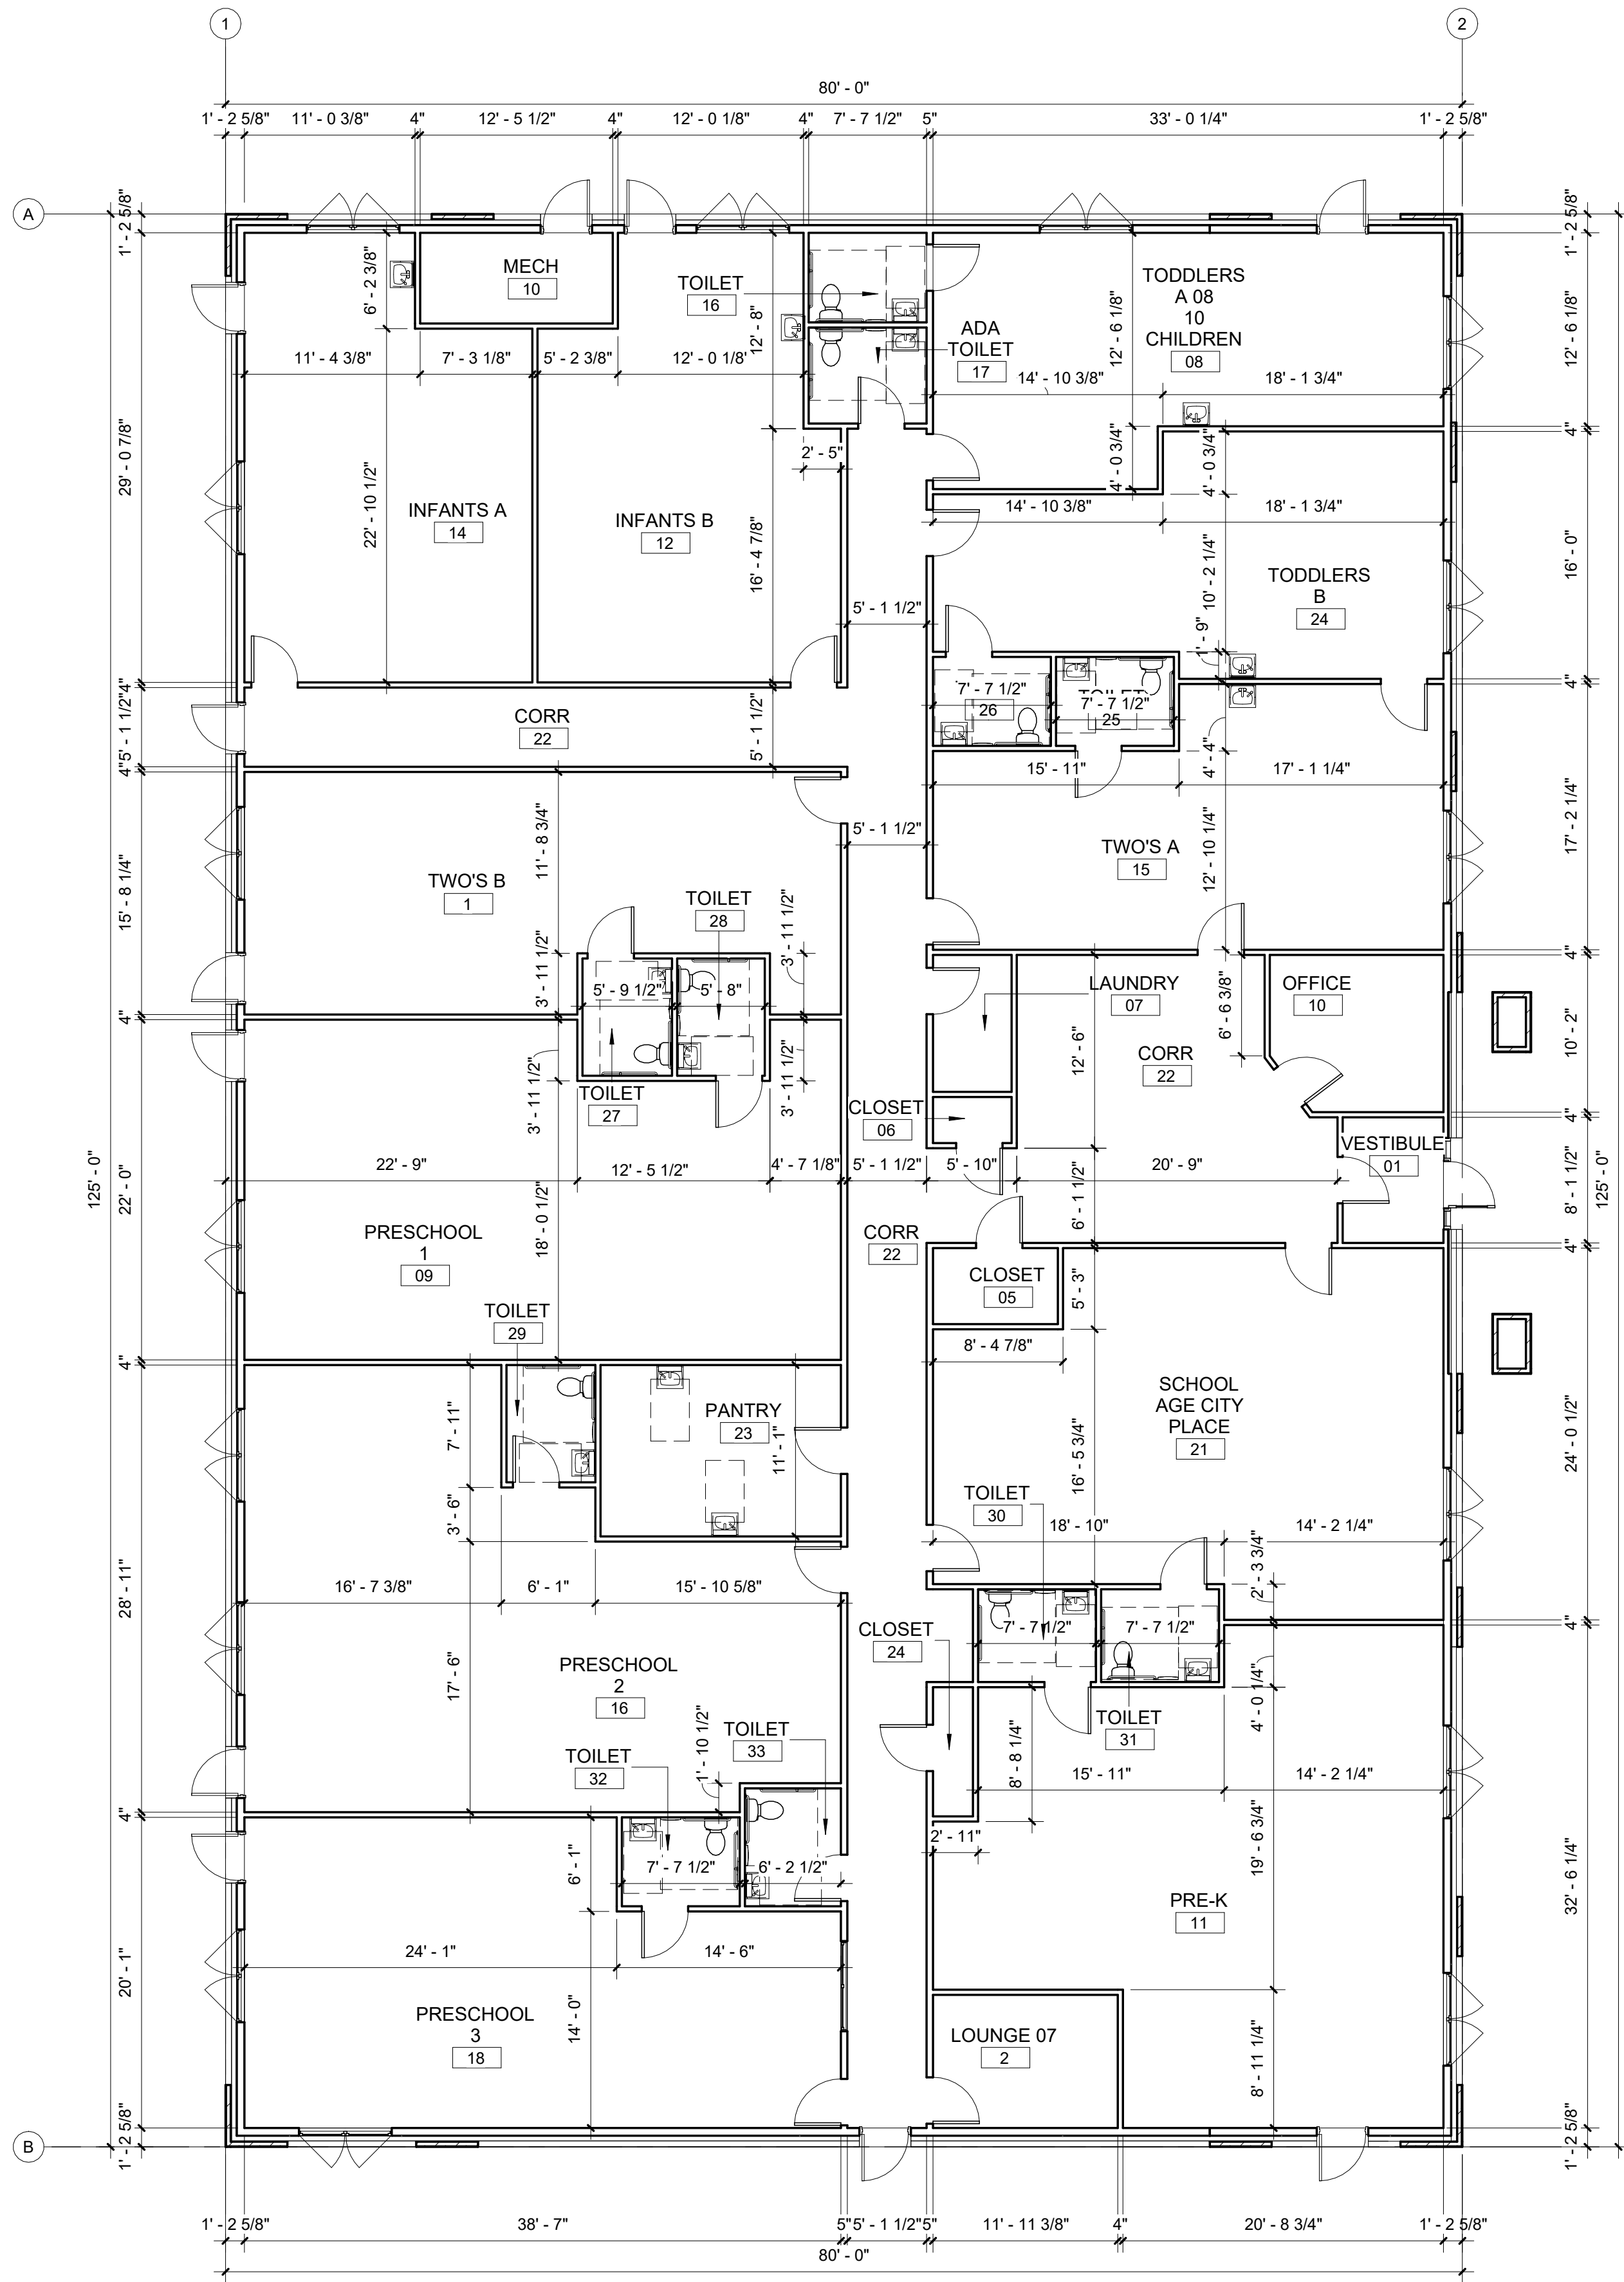 1
2
80' - 0"
1' - 2 5/8"
11' - 0 3/8"
4"
12' - 5 1/2"
4"
12' - 0 1/8"
4"
7' - 7 1/2"
5"
33' - 0 1/4"
1' - 2 5/8"
A
1' - 2 5/8"
1' - 2 5/8"
MECH
10
6' - 2 3/8"
TOILET
16
12' - 8"
TODDLERS
A 08
10
CHILDREN
08
12' - 6 1/8"
12' - 6 1/8"
ADA
TOILET
17
11' - 4 3/8"
7' - 3 1/8"
5' - 2 3/8"
12' - 0 1/8"
14' - 10 3/8"
18' - 1 3/4"
29' - 0 7/8"
2' - 5"
4' - 0 3/4"
4' - 0 3/4"
4"
22' - 10 1/2"
INFANTS A
14
INFANTS B
12
16' - 4 7/8"
14' - 10 3/8"
18' - 1 3/4"
16' - 0"
10' - 2 1/4"
TODDLERS
B
24
5' - 1 1/2"
1' - 9"
4"
4"
5' - 1 1/2"
CORR
22
5' - 1 1/2"
7' - 7 1/2"
26
TOILET
7' - 7 1/2"
25
4' - 4"
4"
15' - 11"
17' - 1 1/4"
11' - 8 3/4"
5' - 1 1/2"
17' - 2 1/4"
12' - 10 1/4"
TWO'S A
15
15' - 8 1/4"
TWO'S B
1
TOILET
28
3' - 11 1/2"
3' - 11 1/2"
5' - 9 1/2"
5' - 8"
4"
LAUNDRY
07
OFFICE
10
6' - 6 3/8"
4"
12' - 6"
CORR
22
10' - 2"
3' - 11 1/2"
3' - 11 1/2"
TOILET
27
CLOSET
06
4"
VESTIBULE
01
125' - 0"
22' - 0"
22' - 9"
12' - 5 1/2"
4' - 7 1/8"
5' - 1 1/2"
5' - 10"
20' - 9"
8' - 1 1/2"
125' - 0"
18' - 0 1/2"
6' - 1 1/2"
PRESCHOOL
1
09
CORR
22
4"
CLOSET
05
5' - 3"
TOILET
29
8' - 4 7/8"
4"
7' - 11"
PANTRY
23
11' - 1"
SCHOOL
AGE CITY
PLACE
21
16' - 5 3/4"
24' - 0 1/2"
3' - 6"
TOILET
30
18' - 10"
14' - 2 1/4"
28' - 11"
16' - 7 3/8"
6' - 1"
15' - 10 5/8"
2' - 3 3/4"
CLOSET
24
7' - 7 1/2"
7' - 7 1/2"
4"
17' - 6"
PRESCHOOL
2
16
4' - 0 1/4"
1' - 10 1/2"
TOILET
33
TOILET
31
TOILET
32
8' - 8 1/4"
15' - 11"
14' - 2 1/4"
4"
2' - 11"
19' - 6 3/4"
6' - 1"
7' - 7 1/2"
6' - 2 1/2"
32' - 6 1/4"
PRE-K
11
24' - 1"
14' - 6"
20' - 1"
PRESCHOOL
3
18
14' - 0"
LOUNGE 07
2
8' - 11 1/4"
B
1' - 2 5/8"
1' - 2 5/8"
1' - 2 5/8"
38' - 7"
5"
5' - 1 1/2"
5"
11' - 11 3/8"
4"
20' - 8 3/4"
1' - 2 5/8"
80' - 0"